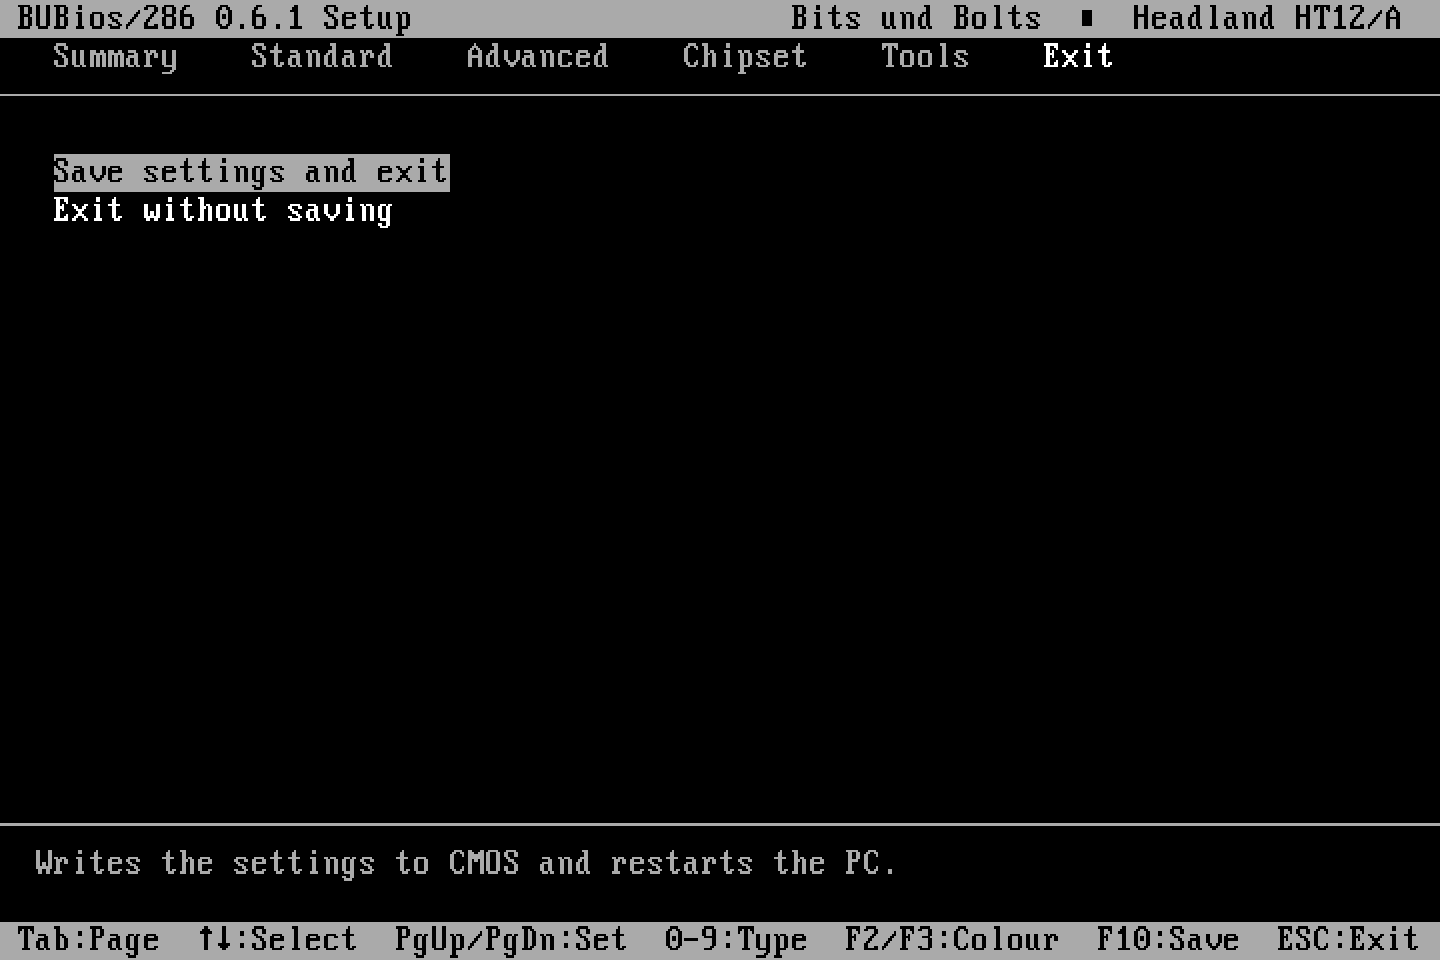 BUBios/286 0.6.1 Setup Bits und Bolts ▪ Headland HT12/A
Summary Standard Advanced Chipset Tools Exit
Save settings and exit
Exit without saving
Writes the settings to CMOS and restarts the PC.
Tab:Page ↑↓:Select PgUp/PgDn:Set 0-9:Type F2/F3:Colour F10:Save ESC:Exit